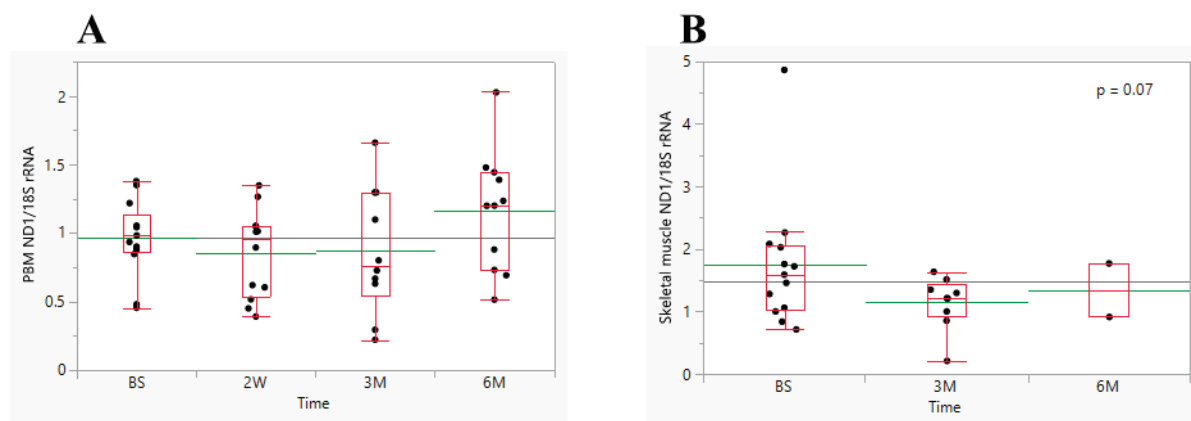 A
PBM ND1/18S rRNA
2
1.5
1
0.5
0
BS 2W 3M 6M
Time
B
Skeletal muscle ND1/18S rRNA
5
4
3
2
1
0
p = 0.07
BS 3M 6M
Time